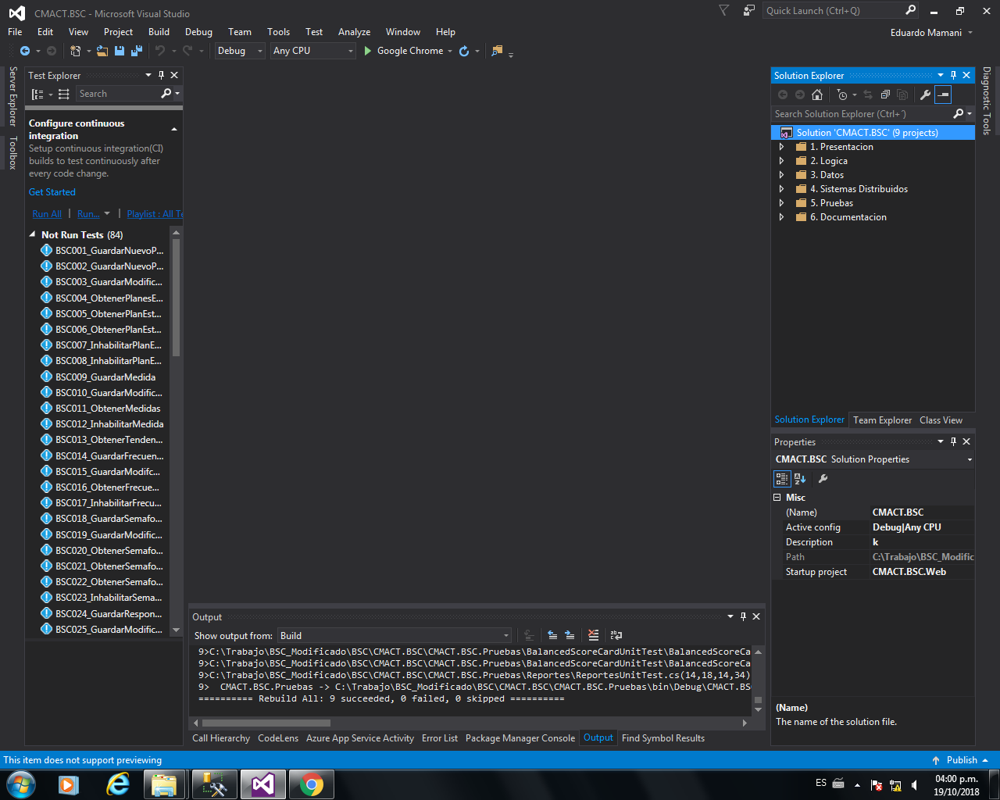 CMACT.BSC - Microsoft Visual Studio
Quick Launch (Ctrl+Q)
File Edit View Project Build Debug Team Tools Test Analyze Window Help
Eduardo Mamani
Debug Any CPU Google Chrome
Server Explorer
Toolbox
Test Explorer
Search
Configure continuous
integration
Setup continuous integration(CI)
builds to test continuously after
every code change.
Get Started
Run All | Run... | Playlist : All Te
Not Run Tests (84)
BSC001_GuardarNuevoP...
BSC002_GuardarNuevoP...
BSC003_GuardarModific...
BSC004_ObtenerPlanesE...
BSC005_ObtenerPlanEst...
BSC006_ObtenerPlanEst...
BSC007_InhabilitarPlanE...
BSC008_InhabilitarPlanE...
BSC009_GuardarMedida
BSC010_GuardarModific...
BSC011_ObtenerMedidas
BSC012_InhabilitarMedida
BSC013_ObtenerTenden...
BSC014_GuardarFrecuen...
BSC015_GuardarModifc...
BSC016_ObtenerFrecue...
BSC017_InhabilitarFrecu...
BSC018_GuardarSemafo...
BSC019_GuardarModific...
BSC020_ObtenerSemafo...
BSC021_ObtenerSemafo...
BSC022_ObtenerSemafo...
BSC023_InhabilitarSema...
BSC024_GuardarRespon...
BSC025_GuardarModific...
Output
Show output from: Build
9>C:\Trabajo\BSC_Modificado\BSC\CMACT.BSC\CMACT.BSC.Pruebas\BalancedScoreCardUnitTest\BalancedScoreCa
9>C:\Trabajo\BSC_Modificado\BSC\CMACT.BSC\CMACT.BSC.Pruebas\BalancedScoreCardUnitTest\BalancedScoreCa
9>C:\Trabajo\BSC_Modificado\BSC\CMACT.BSC\CMACT.BSC.Pruebas\Reportes\ReportesUnitTest.cs(14,18,14,34)
9>  CMACT.BSC.Pruebas -> C:\Trabajo\BSC_Modificado\BSC\CMACT.BSC\CMACT.BSC.Pruebas\bin\Debug\CMACT.BS
========== Rebuild All: 9 succeeded, 0 failed, 0 skipped ==========
Call Hierarchy CodeLens Azure App Service Activity Error List Package Manager Console Output Find Symbol Results
Solution Explorer
Search Solution Explorer (Ctrl+´)
Solution 'CMACT.BSC' (9 projects)
1. Presentacion
2. Logica
3. Datos
4. Sistemas Distribuidos
5. Pruebas
6. Documentacion
Solution Explorer Team Explorer Class View
Properties
CMACT.BSC Solution Properties
Misc
(Name) CMACT.BSC
Active config Debug|Any CPU
Description k
Path C:\Trabajo\BSC_Modific
Startup project CMACT.BSC.Web
(Name)
The name of the solution file.
Diagnostic Tools
This item does not support previewing
Publish
ES
04:00 p.m.
19/10/2018